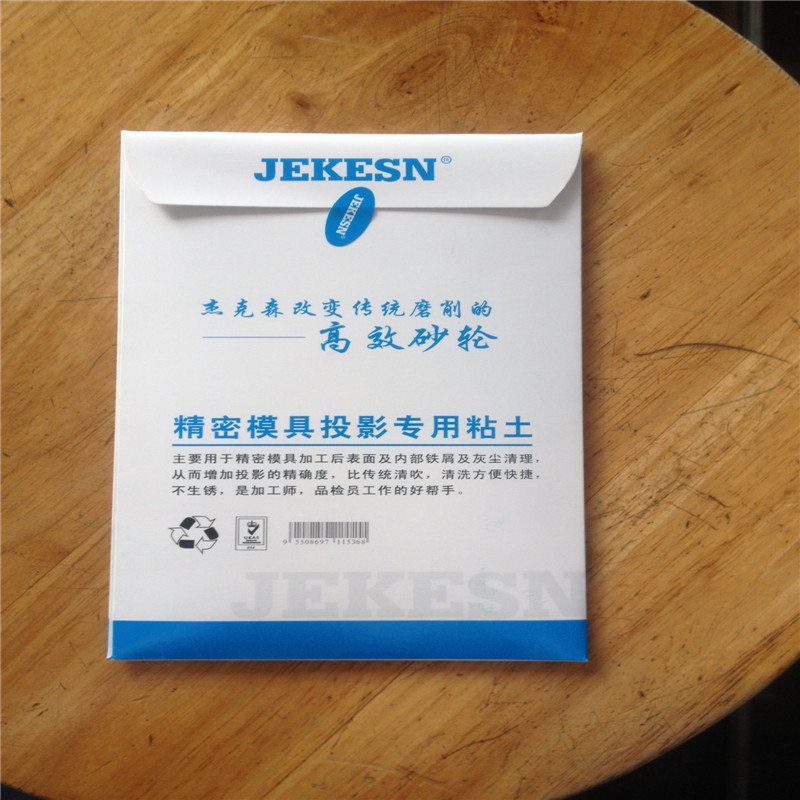 JEKESN®
JEKESN®
杰克森改变传统磨削的
——高效砂轮
精密模具投影专用粘土
主要用于精密模具加工后表面及内部铁屑及灰尘清理，
从而增加投影的精确度，比传统清吹，清洗方便快捷，
不生锈，是加工师，品检员工作的好帮手。
UKAS
9 5508697 115368
JEKESN